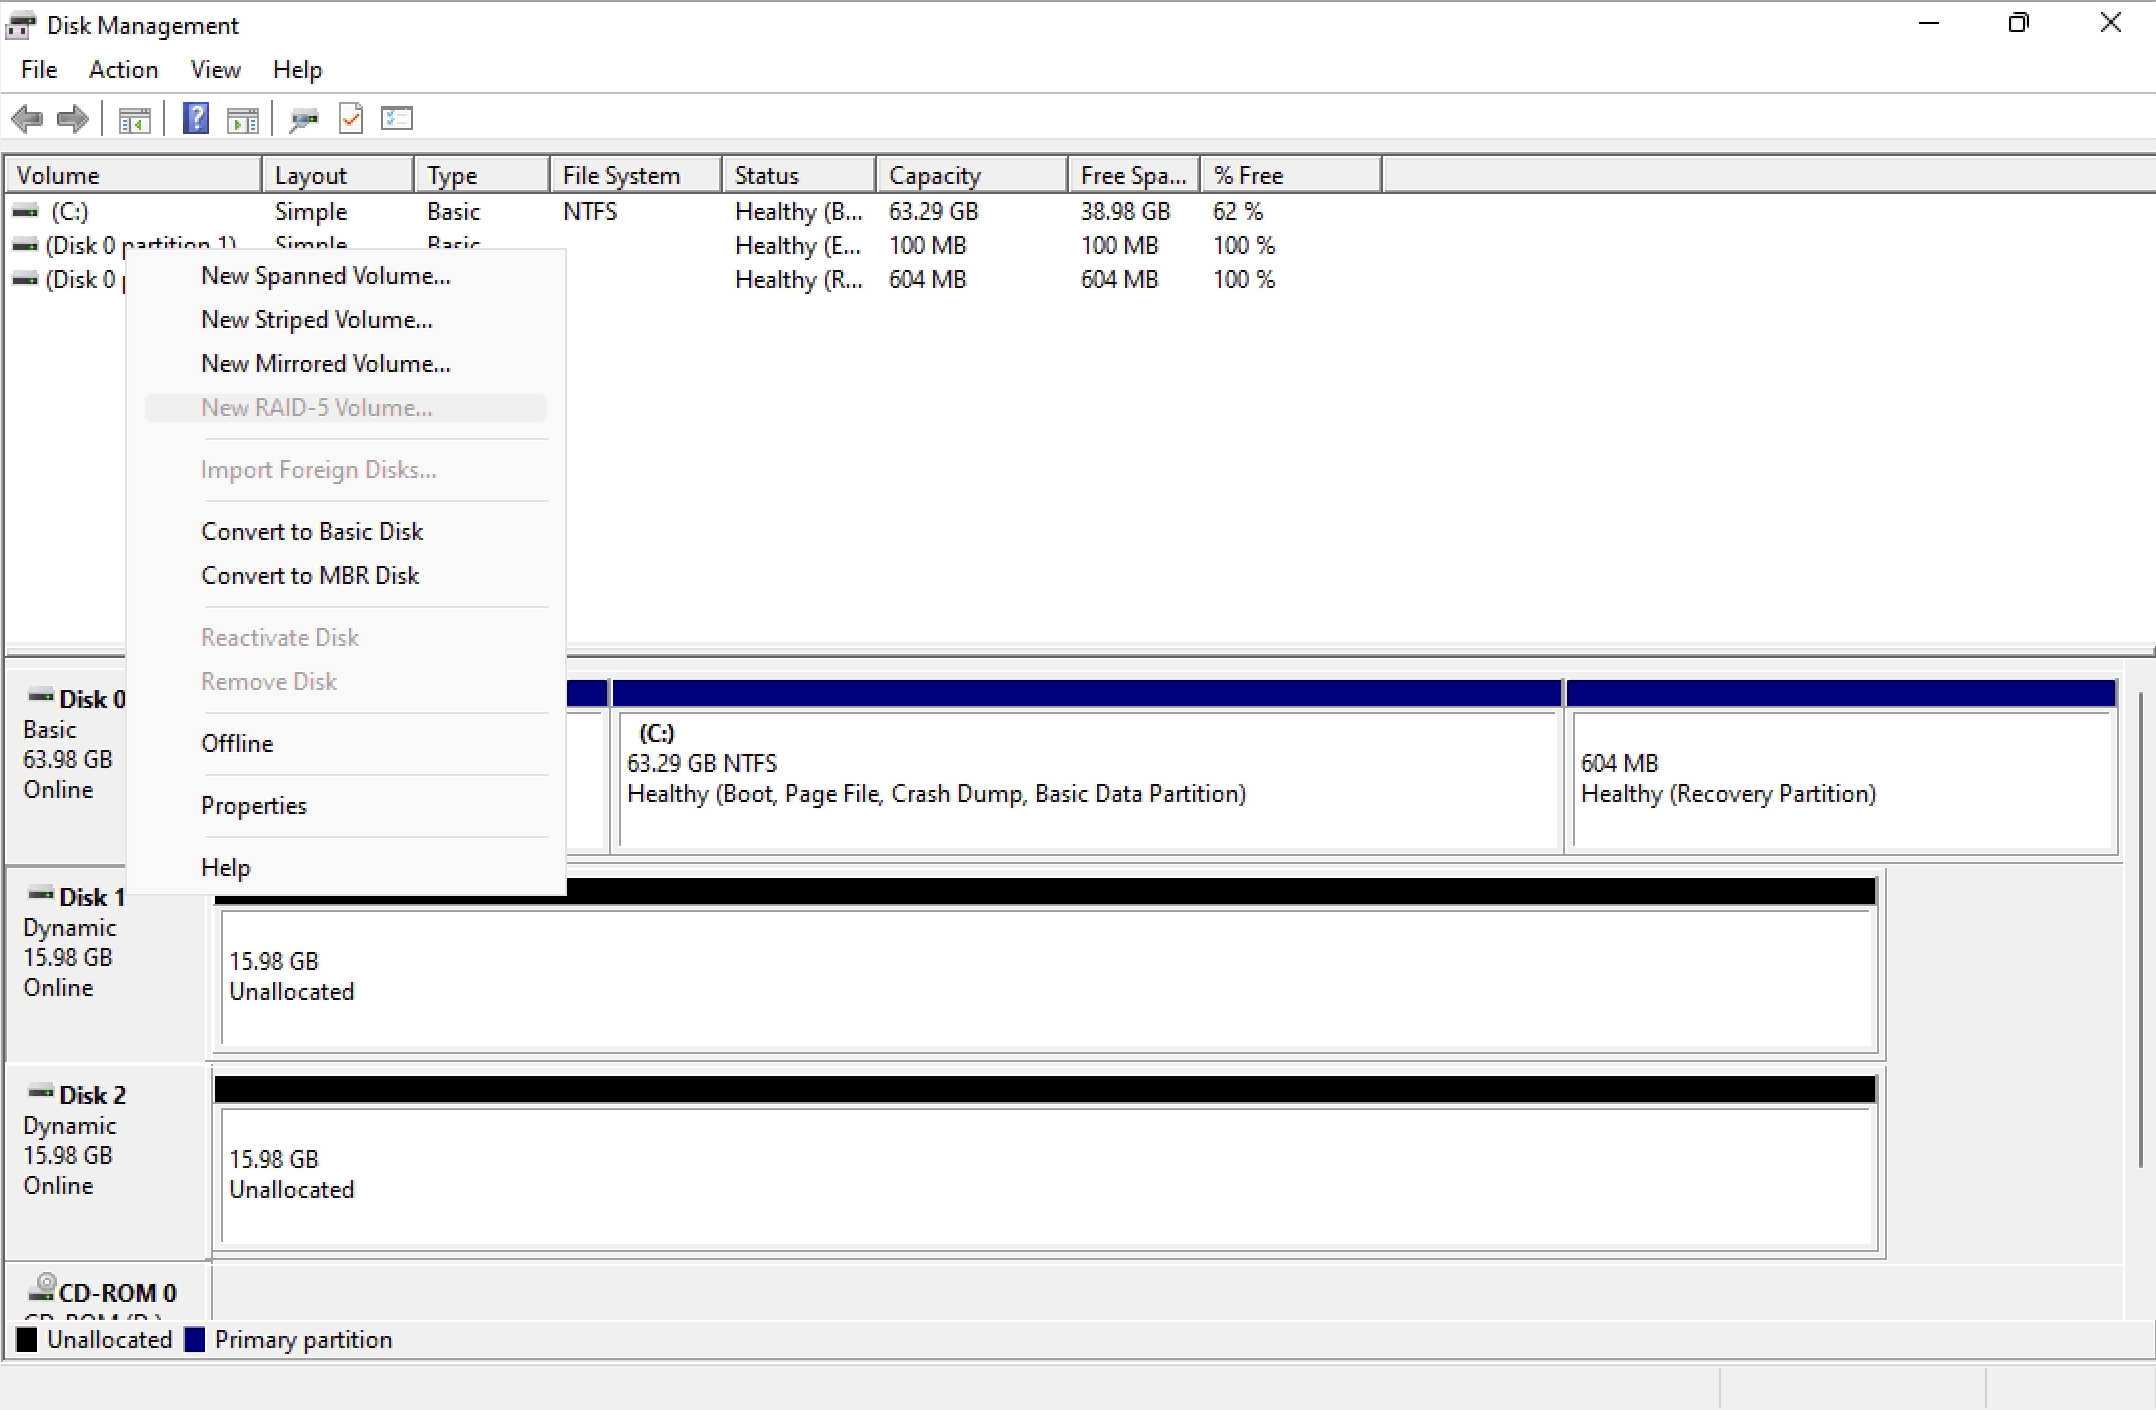 Disk Management
File Action View Help
Volume Layout Type File System Status Capacity Free Spa... % Free
(C:) Simple Basic NTFS Healthy (B... 63.29 GB 38.98 GB 62 %
(Disk 0 partition 1) Simple Basic Healthy (E... 100 MB 100 MB 100 %
(Disk 0 Healthy (R... 604 MB 604 MB 100 %
New Spanned Volume...
New Striped Volume...
New Mirrored Volume...
New RAID-5 Volume...
Import Foreign Disks...
Convert to Basic Disk
Convert to MBR Disk
Reactivate Disk
Remove Disk
Offline
Properties
Help
Disk 0
Basic
63.98 GB
Online
(C:)
63.29 GB NTFS
Healthy (Boot, Page File, Crash Dump, Basic Data Partition)
604 MB
Healthy (Recovery Partition)
Disk 1
Dynamic
15.98 GB
Online
15.98 GB
Unallocated
Disk 2
Dynamic
15.98 GB
Online
15.98 GB
Unallocated
CD-ROM 0
CD-ROM (D:)
Unallocated Primary partition